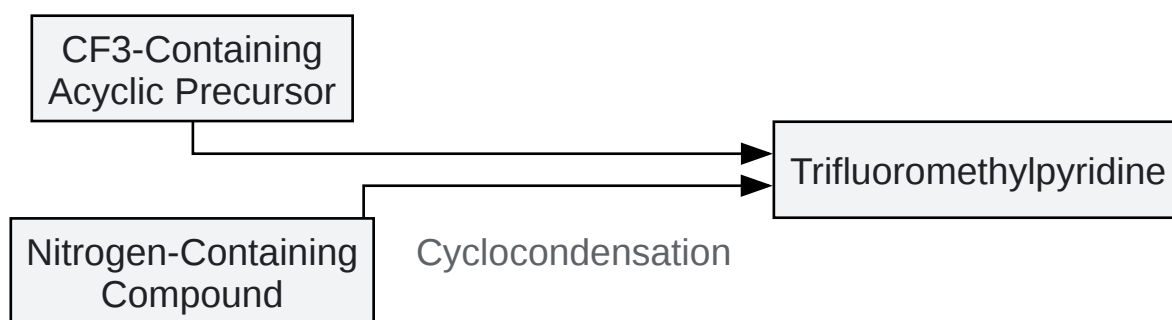 CF3-Containing
Acyclic Precursor
Trifluoromethylpyridine
Nitrogen-Containing
Compound
Cyclocondensation